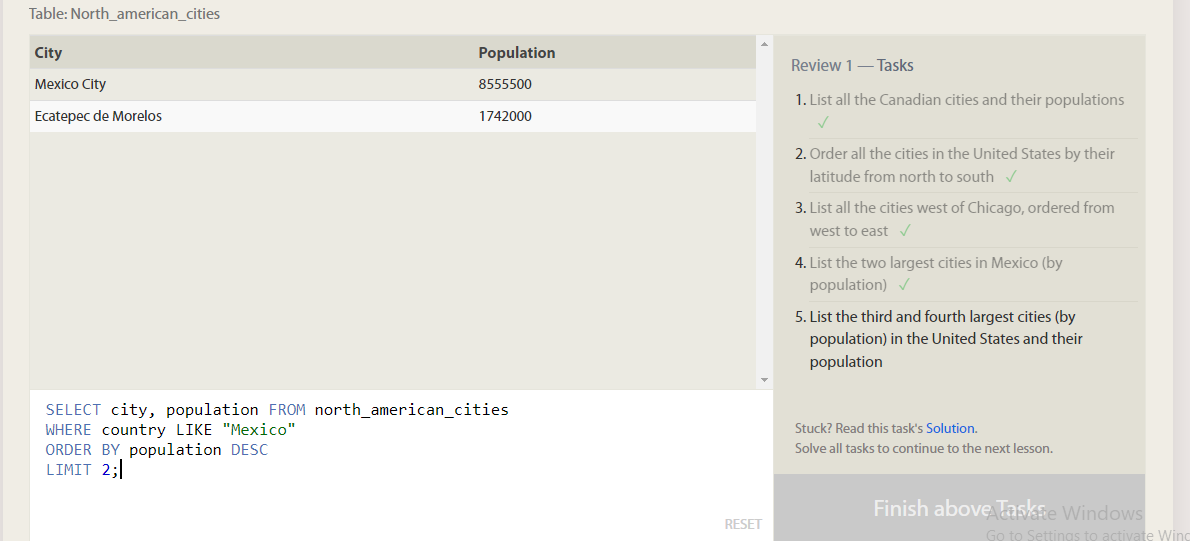 Table: North_american_cities
City Population
Mexico City 8555500
Ecatepec de Morelos 1742000
SELECT city, population FROM north_american_cities
WHERE country LIKE "Mexico"
ORDER BY population DESC
LIMIT 2;
RESET
Review 1 — Tasks
1. List all the Canadian cities and their populations
✓
2. Order all the cities in the United States by their
latitude from north to south ✓
3. List all the cities west of Chicago, ordered from
west to east ✓
4. List the two largest cities in Mexico (by
population) ✓
5. List the third and fourth largest cities (by
population) in the United States and their
population
Stuck? Read this task's Solution.
Solve all tasks to continue to the next lesson.
Finish above Tasks
Activate Windows
Go to Settings to activate Wind